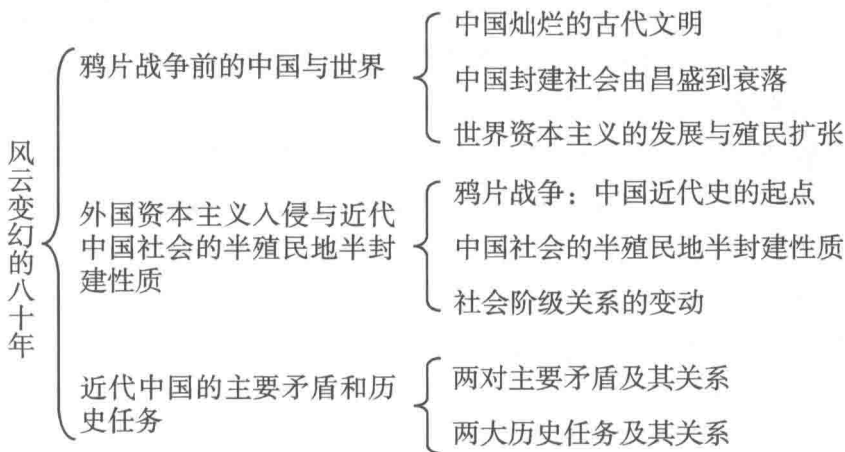 风云变幻的八十年
鸦片战争前的中国与世界
中国灿烂的古代文明
中国封建社会由昌盛到衰落
世界资本主义的发展与殖民扩张
外国资本主义入侵与近代
中国社会的半殖民地半封
建性质
鸦片战争：中国近代史的起点
中国社会的半殖民地半封建性质
社会阶级关系的变动
近代中国的主要矛盾和历
史任务
两对主要矛盾及其关系
两大历史任务及其关系